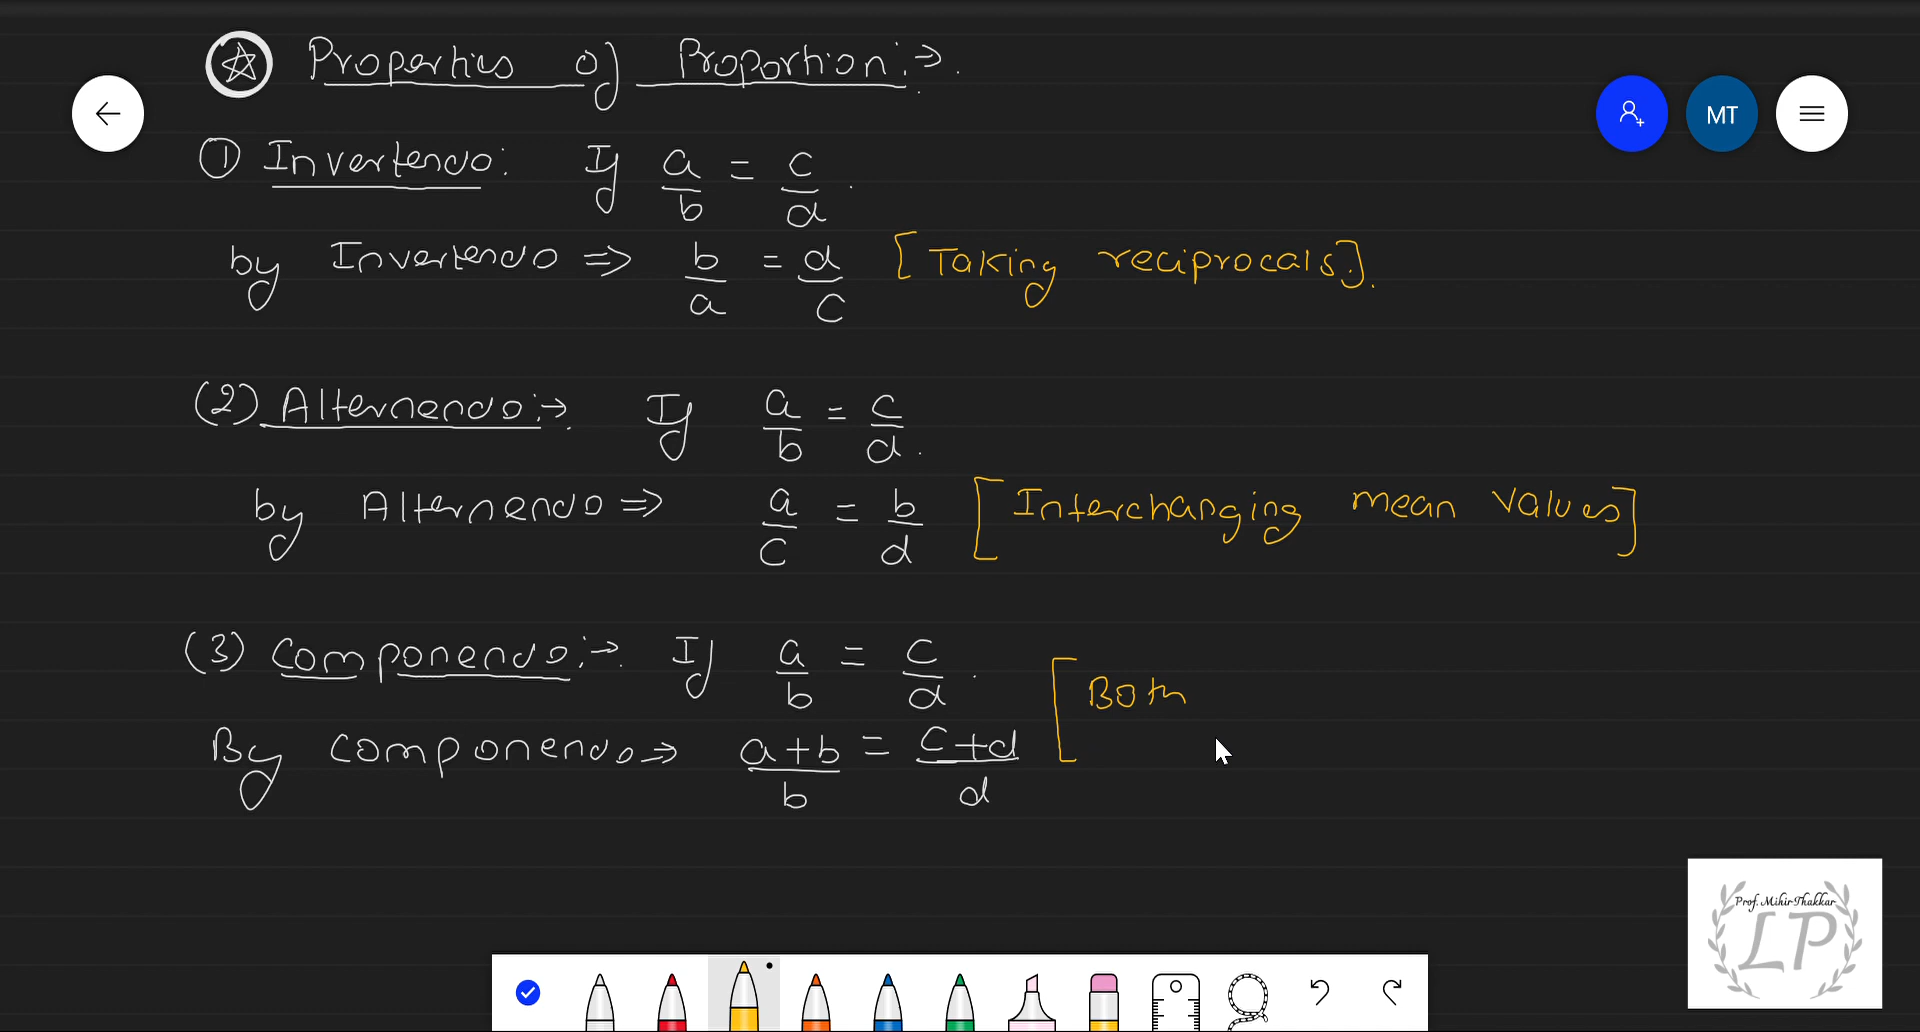 Properties of Proportion :→.
① Invertendo: If a/b = c/d.
by Invertendo ⇒ b/a = d/c [Taking reciprocals].
(2) Alternendo :→. If a/b = c/d.
by Alternendo ⇒ a/c = b/d [Interchanging mean values]
(3) Componendo :→. If a/b = c/d. [Both
By componendo → a+b/b = c+d/d
MT
Prof. Mihir Thakkar
LP